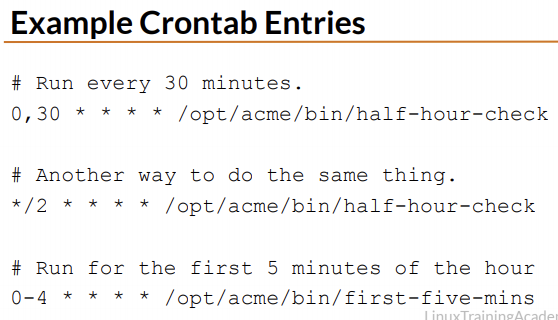 Example Crontab Entries
# Run every 30 minutes.
0,30 * * * * /opt/acme/bin/half-hour-check
# Another way to do the same thing.
*/2 * * * * /opt/acme/bin/half-hour-check
# Run for the first 5 minutes of the hour
0-4 * * * * /opt/acme/bin/first-five-mins